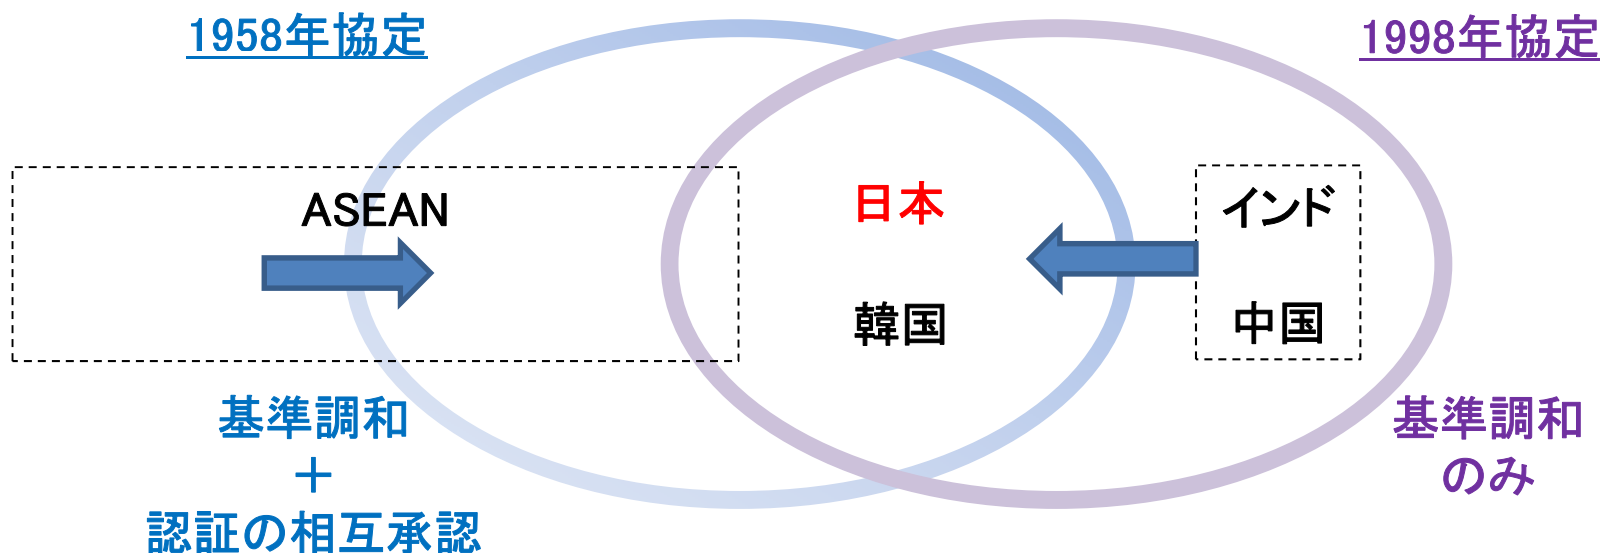 1958年協定
1998年協定
ASEAN
日本
インド
韓国
中国
基準調和
＋
認証の相互承認
基準調和
のみ